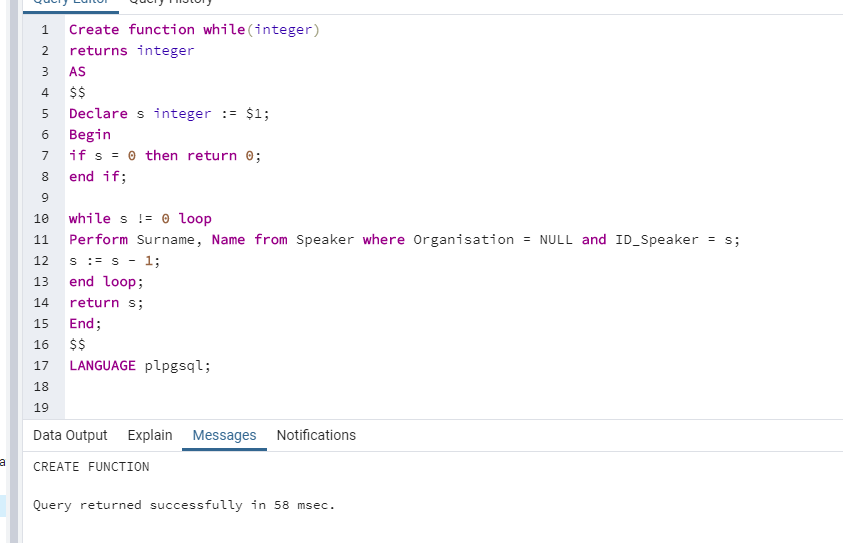 Query Editor Query History
1 Create function while(integer)
2 returns integer
3 AS
4 $$
5 Declare s integer := $1;
6 Begin
7 if s = 0 then return 0;
8 end if;
9
10 while s != 0 loop
11 Perform Surname, Name from Speaker where Organisation = NULL and ID_Speaker = s;
12 s := s - 1;
13 end loop;
14 return s;
15 End;
16 $$
17 LANGUAGE plpgsql;
18
19
Data Output Explain Messages Notifications
a
CREATE FUNCTION
Query returned successfully in 58 msec.